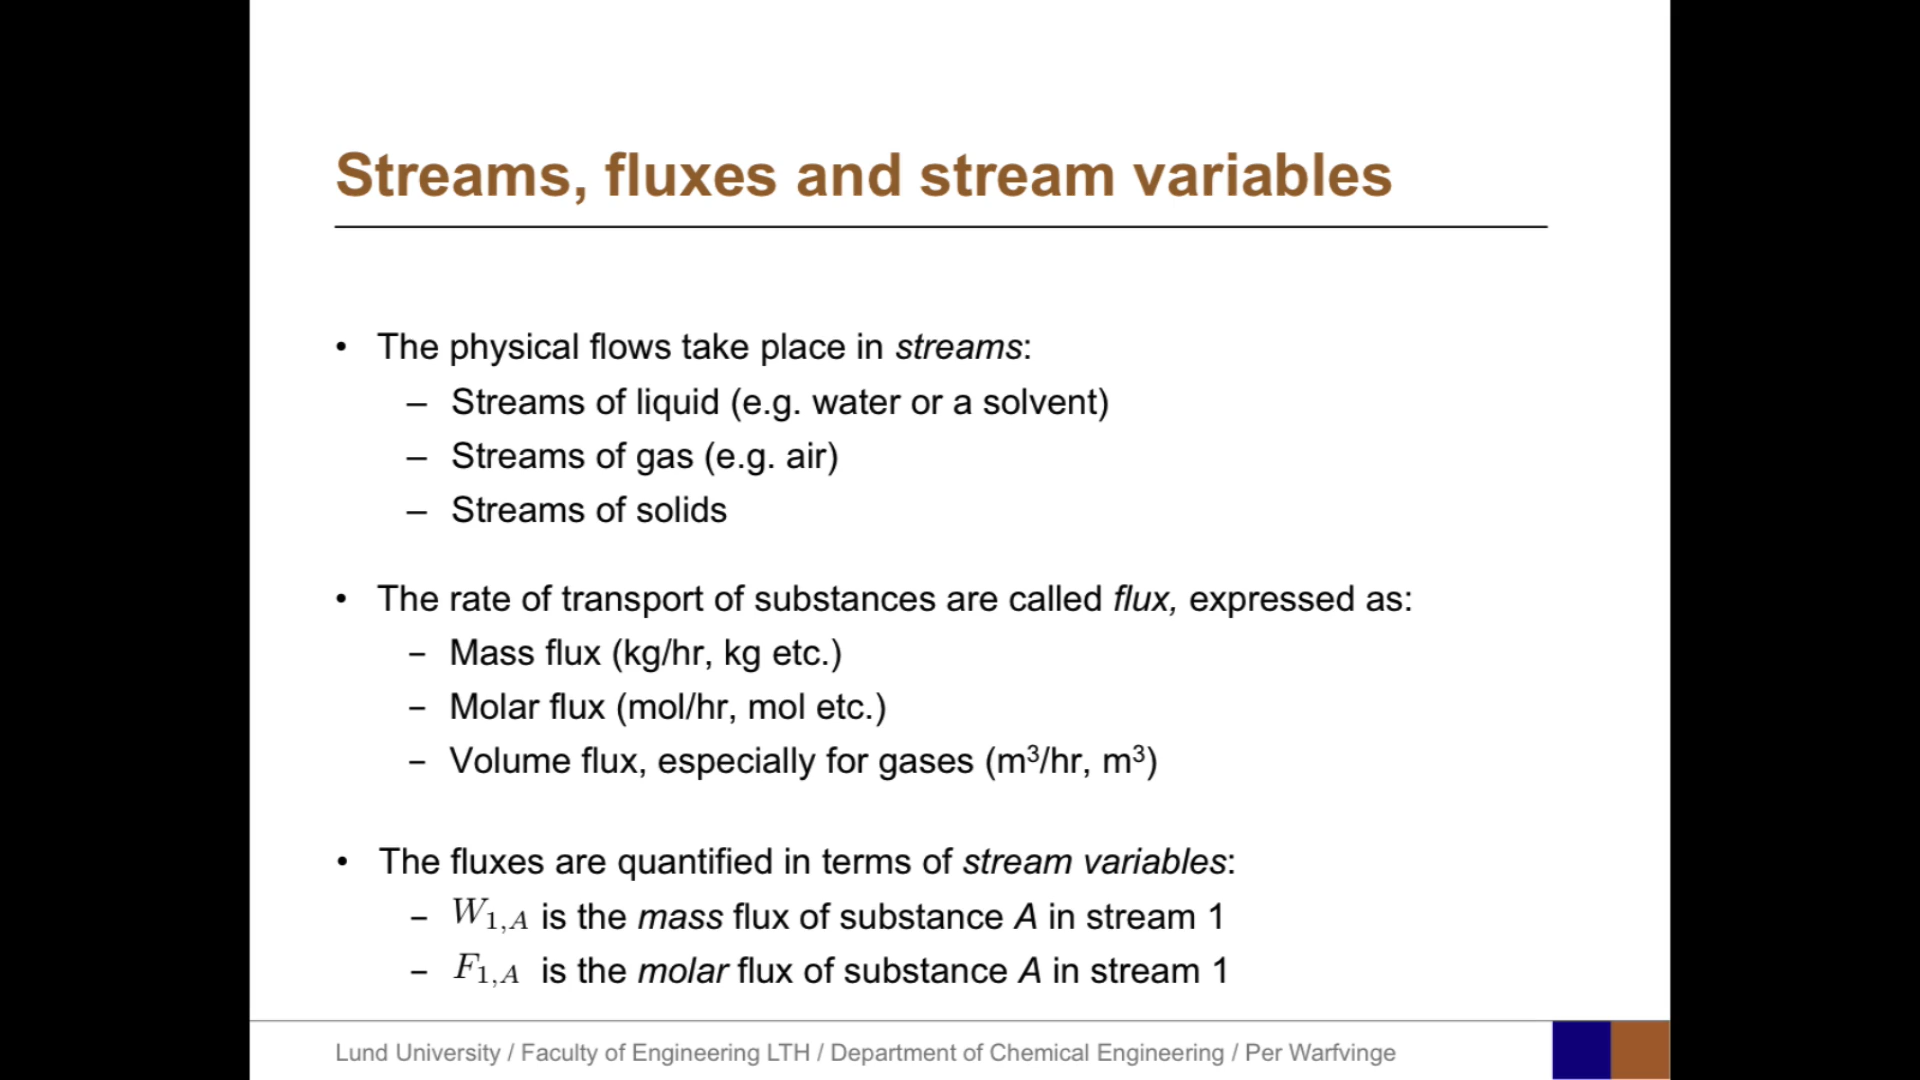 Streams, fluxes and stream variables
• The physical flows take place in streams:
– Streams of liquid (e.g. water or a solvent)
– Streams of gas (e.g. air)
– Streams of solids
• The rate of transport of substances are called flux, expressed as:
– Mass flux (kg/hr, kg etc.)
– Molar flux (mol/hr, mol etc.)
– Volume flux, especially for gases (m³/hr, m³)
• The fluxes are quantified in terms of stream variables:
– W₁,A is the mass flux of substance A in stream 1
– F₁,A is the molar flux of substance A in stream 1
Lund University / Faculty of Engineering LTH / Department of Chemical Engineering / Per Warfvinge